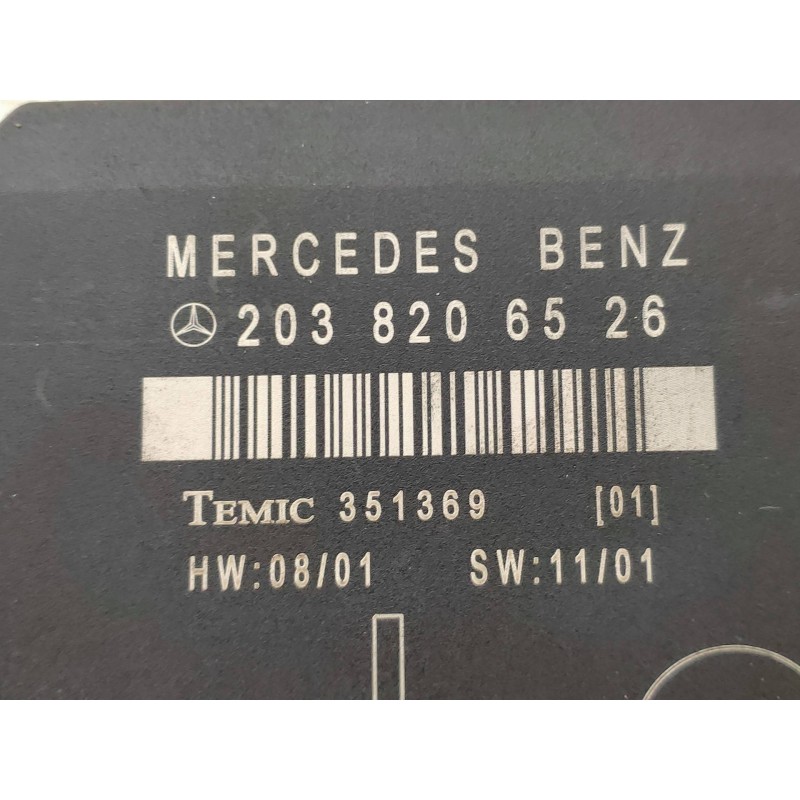 MERCEDES BENZ
203 820 65 26
TEMIC 351369 [01]
HW:08/01 SW:11/01